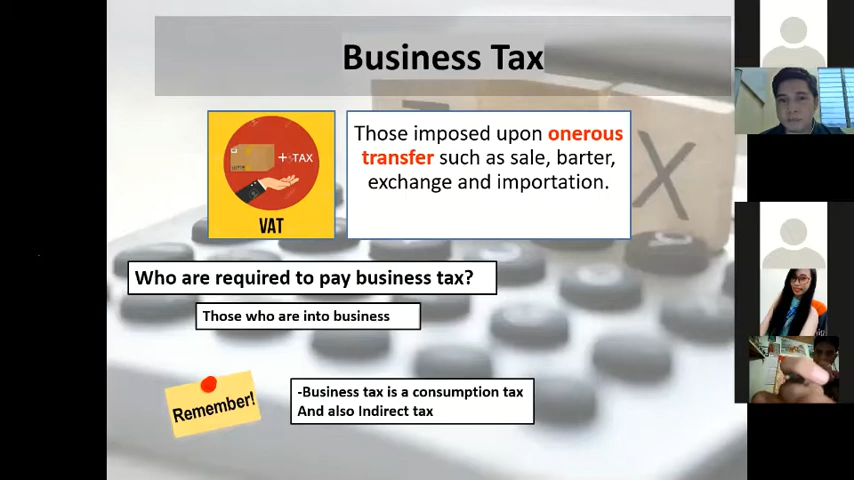 Business Tax
+ TAX
VAT
Those imposed upon onerous
transfer such as sale, barter,
exchange and importation.
X
Who are required to pay business tax?
Those who are into business
Remember!
-Business tax is a consumption tax
And also Indirect tax